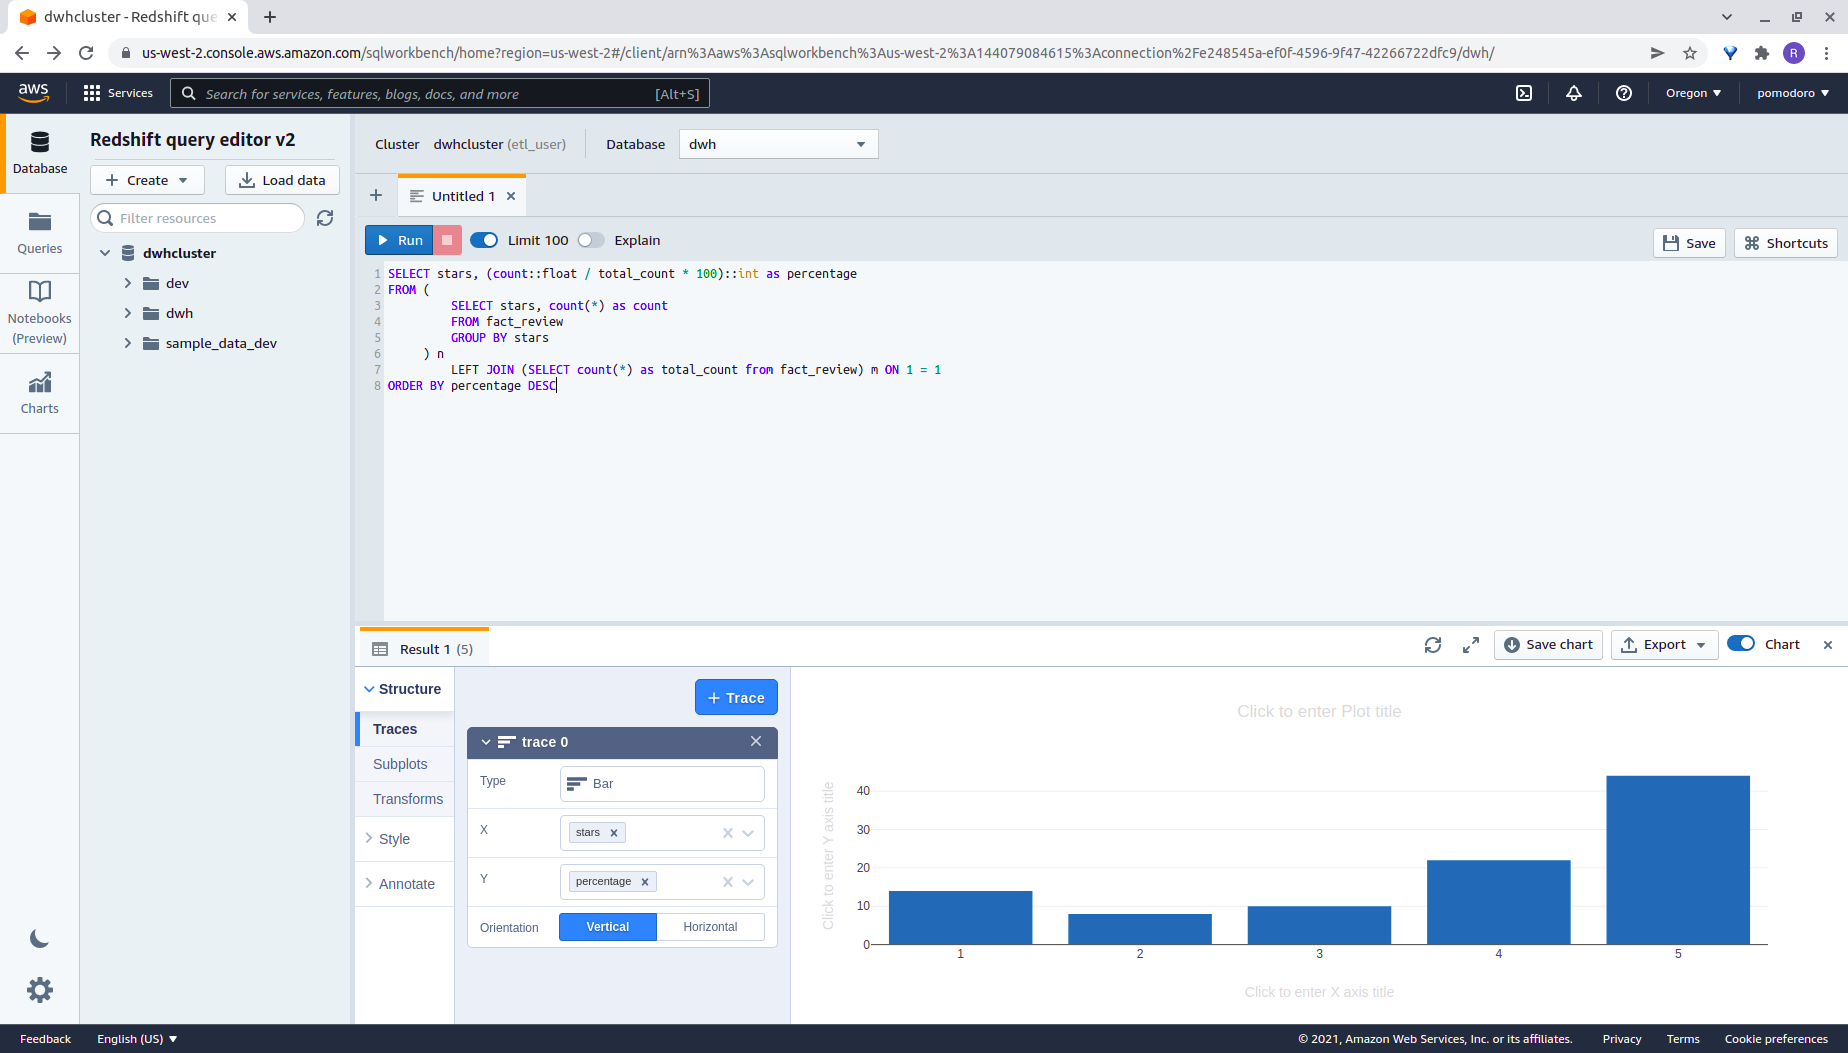 dwhcluster - Redshift que
us-west-2.console.aws.amazon.com/sqlworkbench/home?region=us-west-2#/client/arn%3Aaws%3Asqlworkbench%3Aus-west-2%3A144079084615%3Aconnection%2Fe248545a-ef0f-4596-9f47-42266722dfc9/dwh/
R
aws
Services
Search for services, features, blogs, docs, and more
[Alt+S]
Oregon
pomodoro
Database
Queries
Notebooks
(Preview)
Charts
Redshift query editor v2
Create
Load data
Filter resources
dwhcluster
dev
dwh
sample_data_dev
Cluster dwhcluster (etl_user)
Database dwh
Untitled 1
Run
Limit 100
Explain
Save
Shortcuts
1 SELECT stars, (count::float / total_count * 100)::int as percentage
2 FROM (
3 SELECT stars, count(*) as count
4 FROM fact_review
5 GROUP BY stars
6 ) n
7 LEFT JOIN (SELECT count(*) as total_count from fact_review) m ON 1 = 1
8 ORDER BY percentage DESC
Result 1 (5)
Save chart
Export
Chart
Structure
Traces
Subplots
Transforms
Style
Annotate
+ Trace
trace 0
Type Bar
X stars
Y percentage
Orientation Vertical Horizontal
Click to enter Plot title
Click to enter Y axis title
40
30
20
10
0
1 2 3 4 5
Click to enter X axis title
Feedback
English (US)
© 2021, Amazon Web Services, Inc. or its affiliates.
Privacy
Terms
Cookie preferences